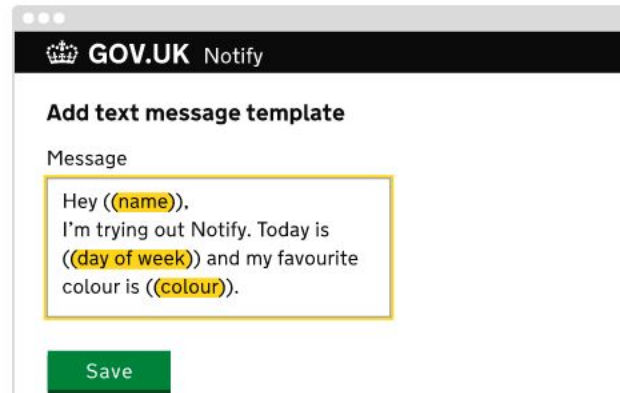 GOV.UK Notify
Add text message template
Message
Hey ((name)),
I'm trying out Notify. Today is
((day of week)) and my favourite
colour is ((colour)).
Save